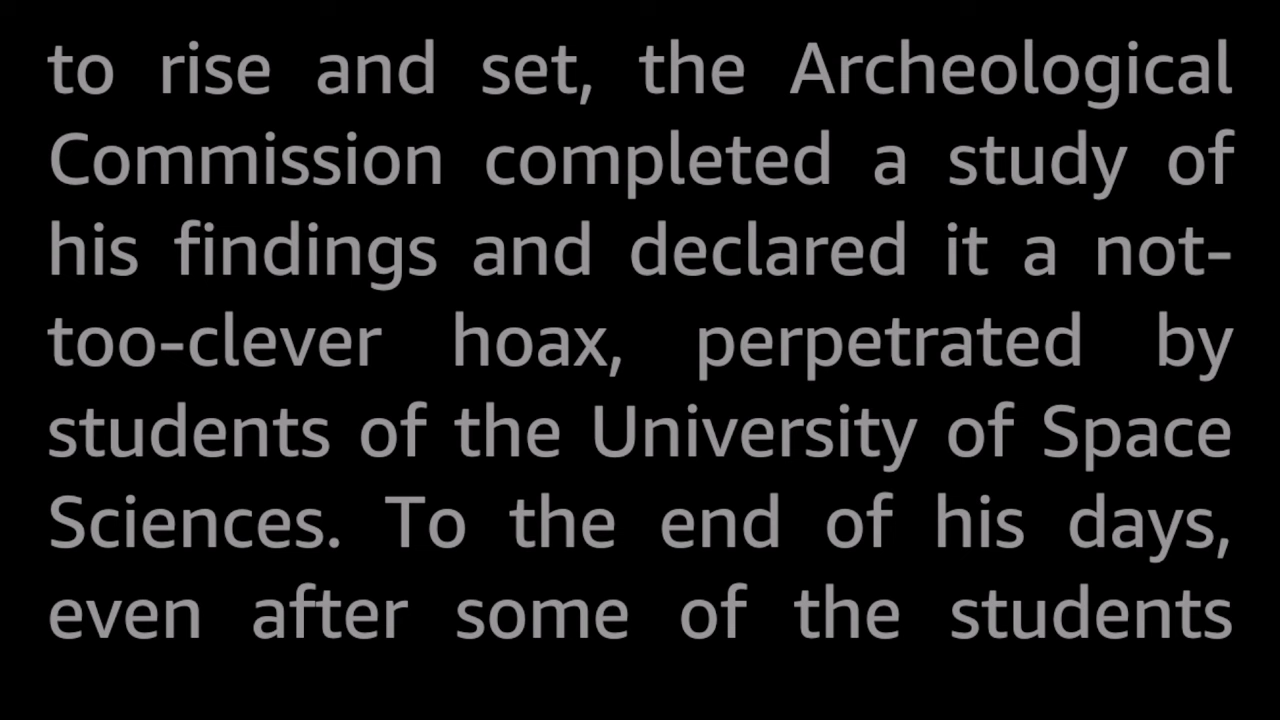 to rise and set, the Archeological
Commission completed a study of
his findings and declared it a not-
too-clever hoax, perpetrated by
students of the University of Space
Sciences. To the end of his days,
even after some of the students